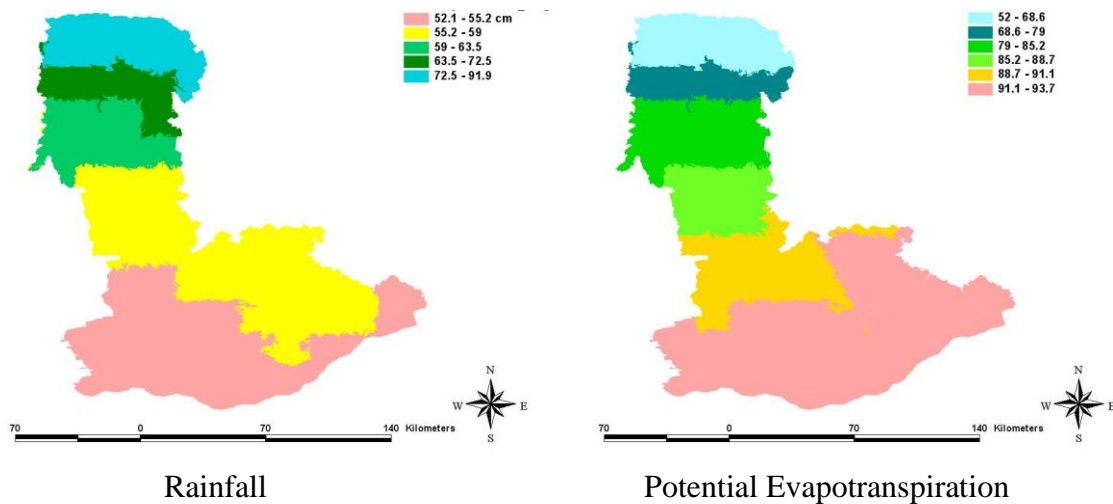 52.1 - 55.2 cm
55.2 - 59
59 - 63.5
63.5 - 72.5
72.5 - 91.9
52 - 68.6
68.6 - 79
79 - 85.2
85.2 - 88.7
88.7 - 91.1
91.1 - 93.7
N
W E
S
70 0 70 140 Kilometers
N
W E
S
70 0 70 140 Kilometers
Rainfall
Potential Evapotranspiration